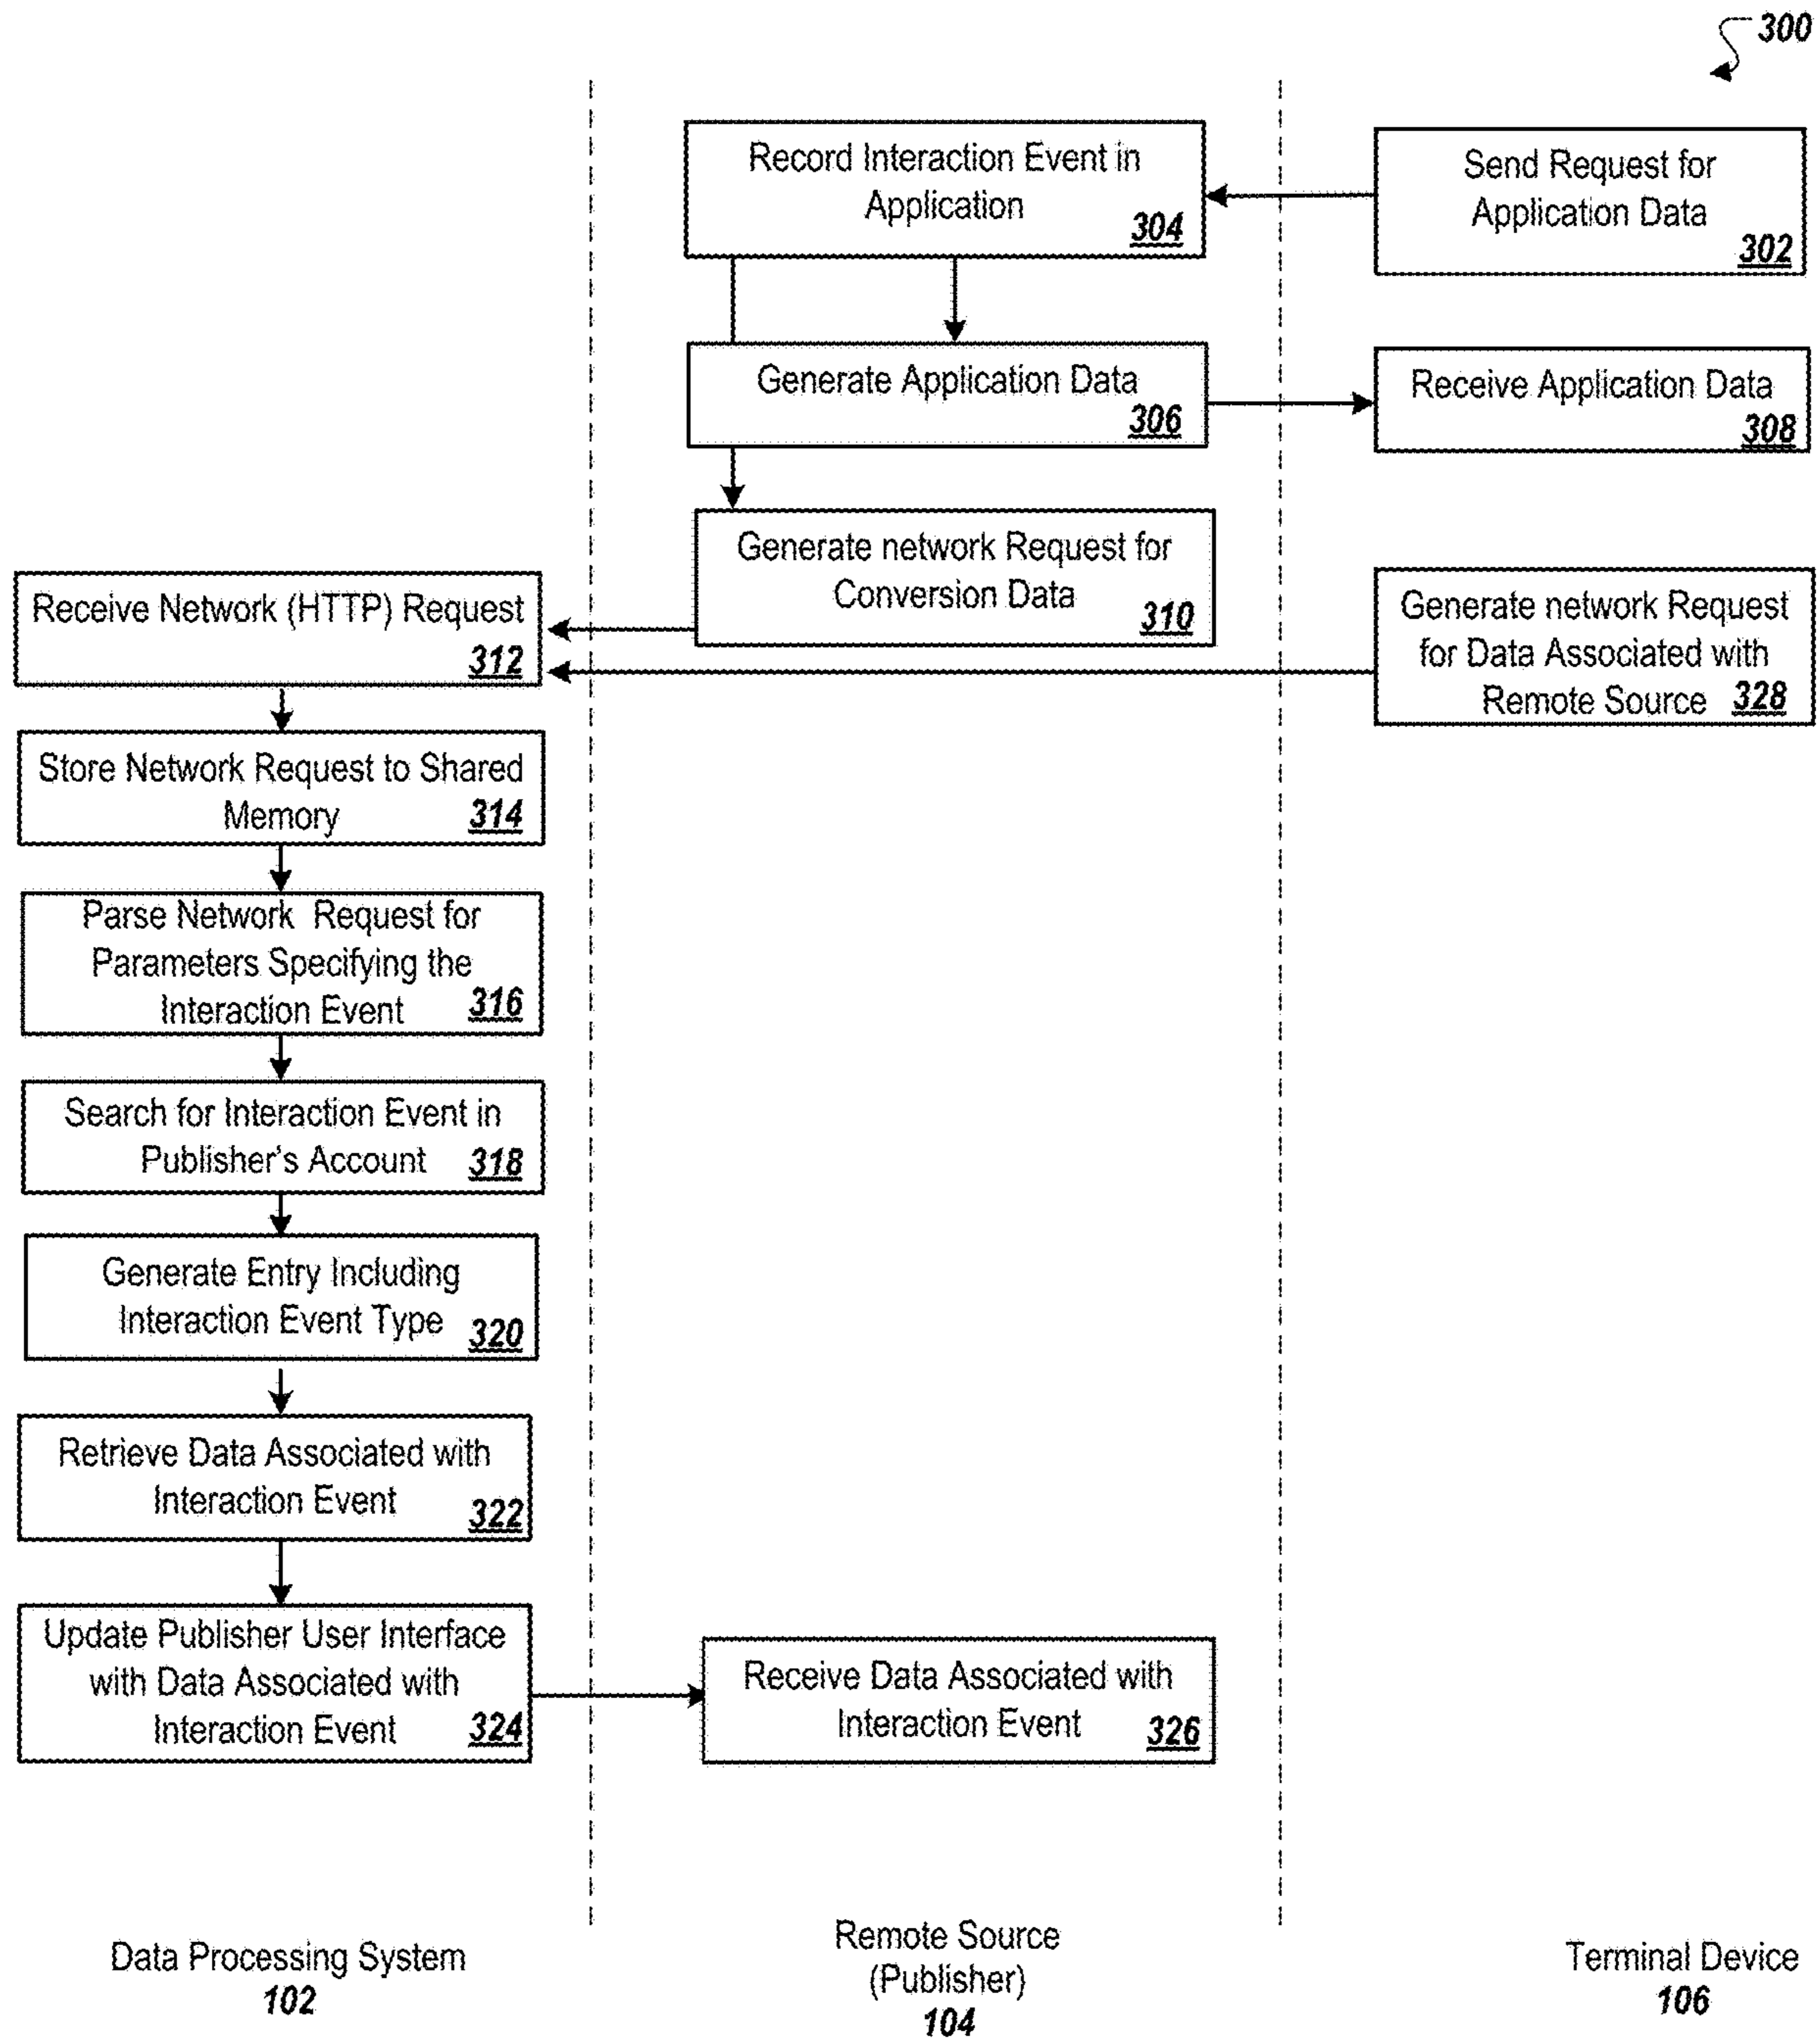 300
Record Interaction Event in
Application
304
Send Request for
Application Data
302
Generate Application Data
306
Receive Application Data
308
Generate network Request for
Conversion Data
310
Receive Network (HTTP) Request
312
Generate network Request
for Data Associated with
Remote Source 328
Store Network Request to Shared
Memory
314
Parse Network Request for
Parameters Specifying the
Interaction Event
316
Search for Interaction Event in
Publisher's Account
318
Generate Entry Including
Interaction Event Type
320
Retrieve Data Associated with
Interaction Event
322
Update Publisher User Interface
with Data Associated with
Interaction Event
324
Receive Data Associated with
Interaction Event
326
Data Processing System
102
Remote Source
(Publisher)
104
Terminal Device
106